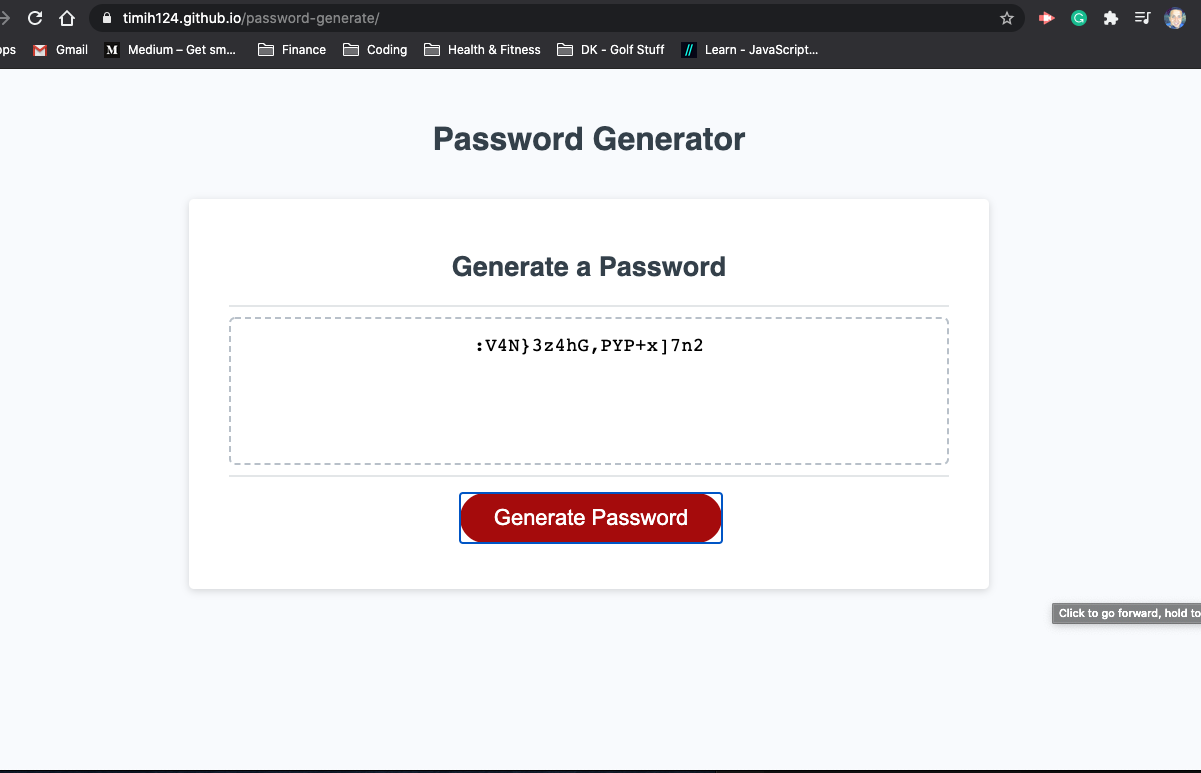 timih124.github.io/password-generate/
ps Gmail M Medium – Get sm... Finance Coding Health & Fitness DK - Golf Stuff // Learn - JavaScript...
Password Generator
Generate a Password
:V4N}3z4hG,PYP+x]7n2
Generate Password
Click to go forward, hold to